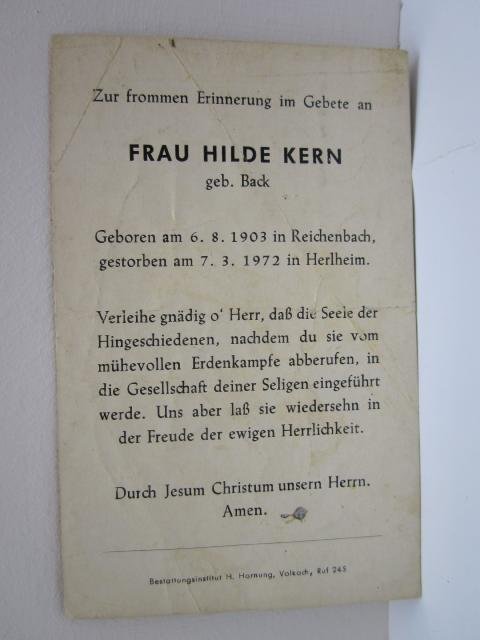 Zur frommen Erinnerung im Gebete an
FRAU HILDE KERN
geb. Back
Geboren am 6. 8. 1903 in Reichenbach,
gestorben am 7. 3. 1972 in Herlheim.
Verleihe gnädig o' Herr, daß die Seele der
Hingeschiedenen, nachdem du sie vom
mühevollen Erdenkampfe abberufen, in
die Gesellschaft deiner Seligen eingeführt
werde. Uns aber laß sie wiedersehn in
der Freude der ewigen Herrlichkeit.
Durch Jesum Christum unsern Herrn.
Amen.
Bestattungsinstitut H. Hornung, Volkach, Ruf 245